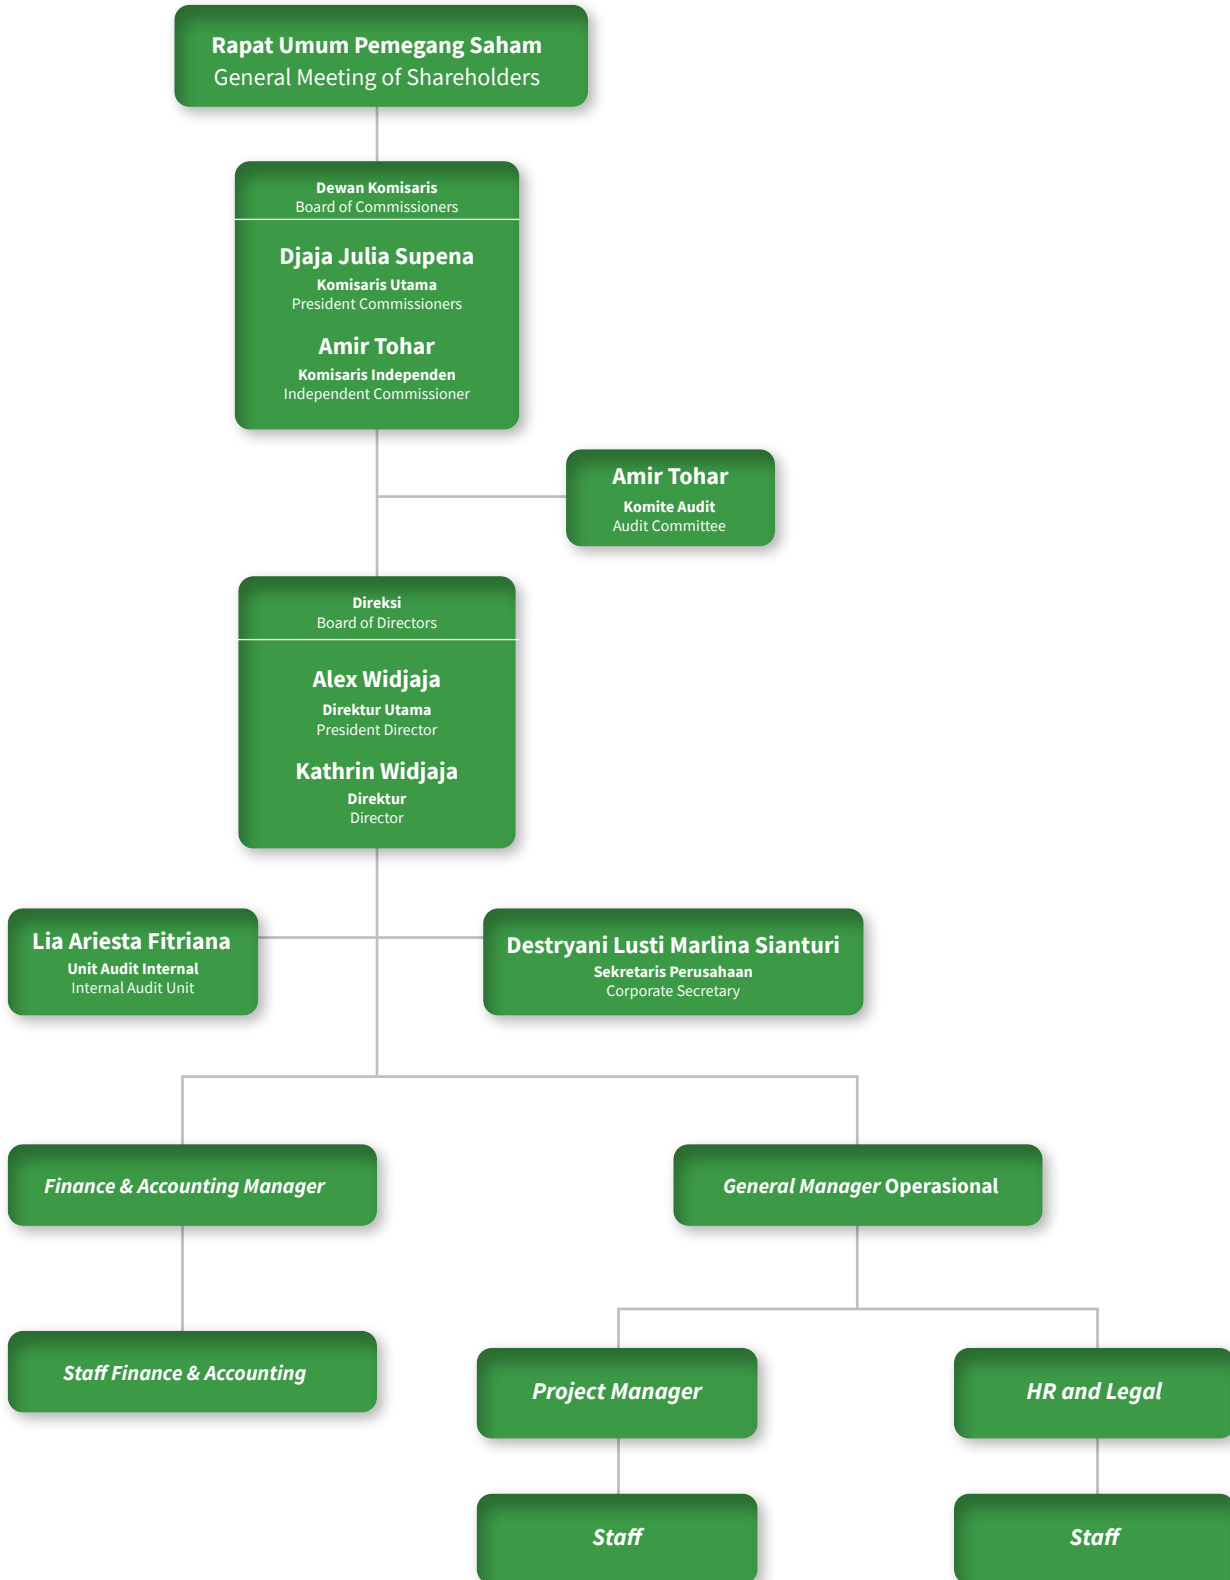 Rapat Umum Pemegang Saham
General Meeting of Shareholders
Dewan Komisaris
Board of Commissioners
Djaja Julia Supena
Komisaris Utama
President Commissioners
Amir Tohar
Komisaris Independen
Independent Commissioner
Amir Tohar
Komite Audit
Audit Committee
Direksi
Board of Directors
Alex Widjaja
Direktur Utama
President Director
Kathrin Widjaja
Direktur
Director
Lia Ariesta Fitriana
Unit Audit Internal
Internal Audit Unit
Destryani Lusti Marlina Sianturi
Sekretaris Perusahaan
Corporate Secretary
Finance & Accounting Manager
General Manager Operasional
Staff Finance & Accounting
Project Manager
HR and Legal
Staff
Staff